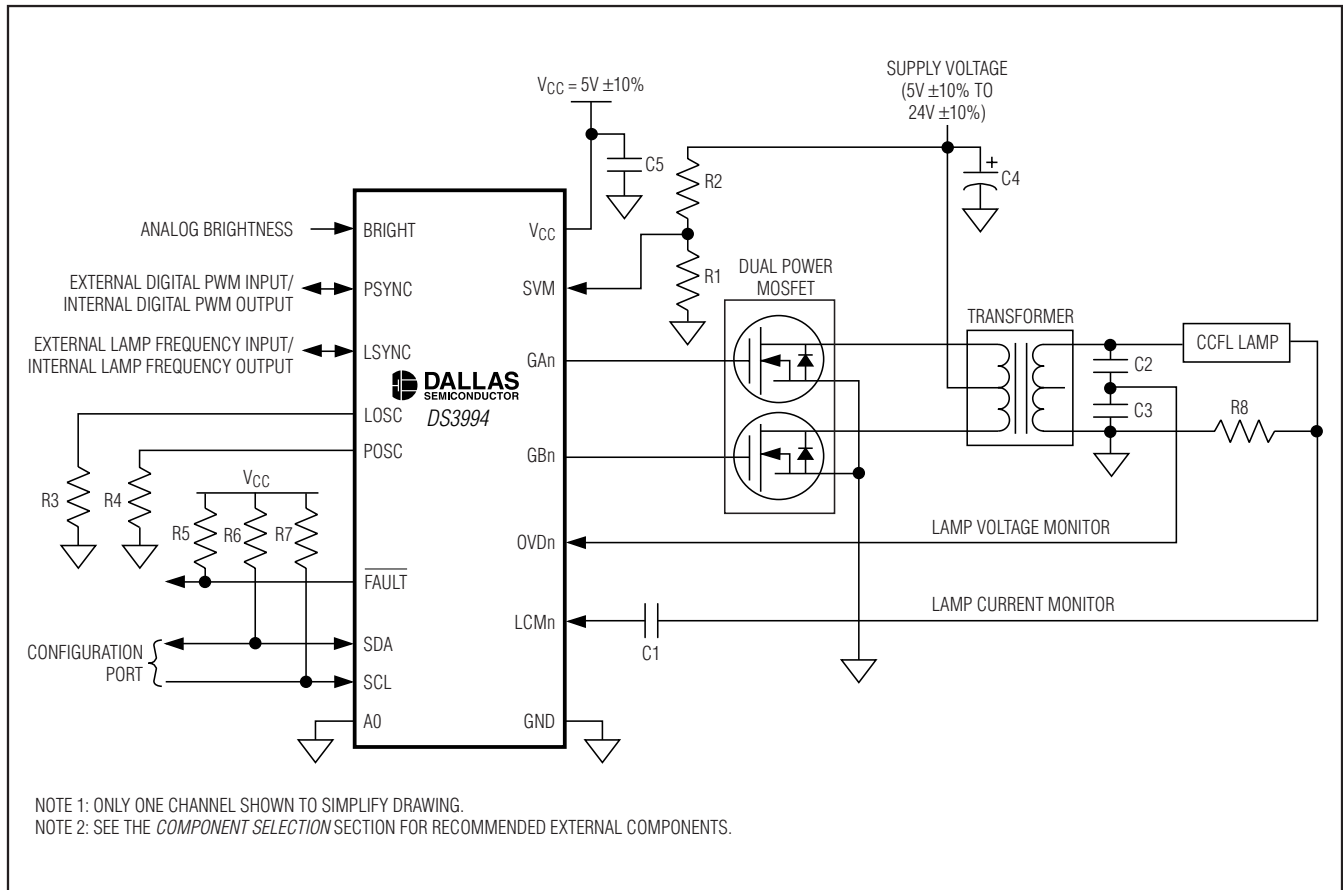 SUPPLY VOLTAGE
(5V ±10% TO
24V ±10%)
VCC = 5V ±10%
C5
R2
C4
ANALOG BRIGHTNESS
BRIGHT
VCC
R1
DUAL POWER
MOSFET
EXTERNAL DIGITAL PWM INPUT/
INTERNAL DIGITAL PWM OUTPUT
PSYNC
SVM
TRANSFORMER
EXTERNAL LAMP FREQUENCY INPUT/
INTERNAL LAMP FREQUENCY OUTPUT
LSYNC
GAn
CCFL LAMP
C2
DALLAS
SEMICONDUCTOR
DS3994
LOSC
C3
R8
POSC
GBn
R3
R4
VCC
R5
R6
R7
OVDn
LAMP VOLTAGE MONITOR
FAULT
LCMn
C1
LAMP CURRENT MONITOR
CONFIGURATION
PORT
SDA
SCL
A0
GND
NOTE 1: ONLY ONE CHANNEL SHOWN TO SIMPLIFY DRAWING.
NOTE 2: SEE THE COMPONENT SELECTION SECTION FOR RECOMMENDED EXTERNAL COMPONENTS.